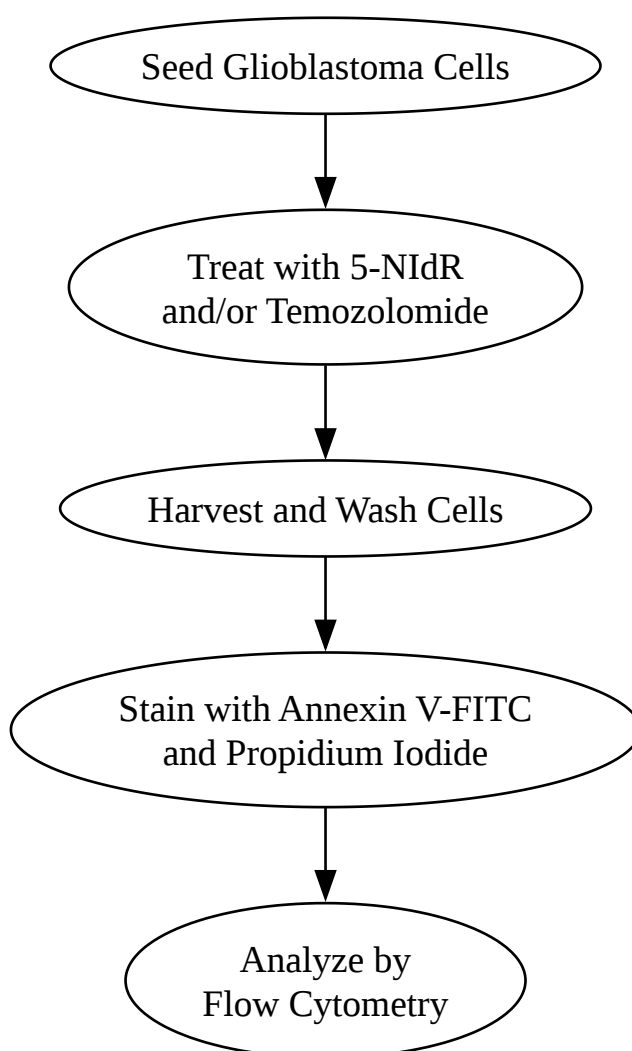 Seed Glioblastoma Cells
Treat with 5-NIdR
and/or Temozolomide
Harvest and Wash Cells
Stain with Annexin V-FITC
and Propidium Iodide
Analyze by
Flow Cytometry